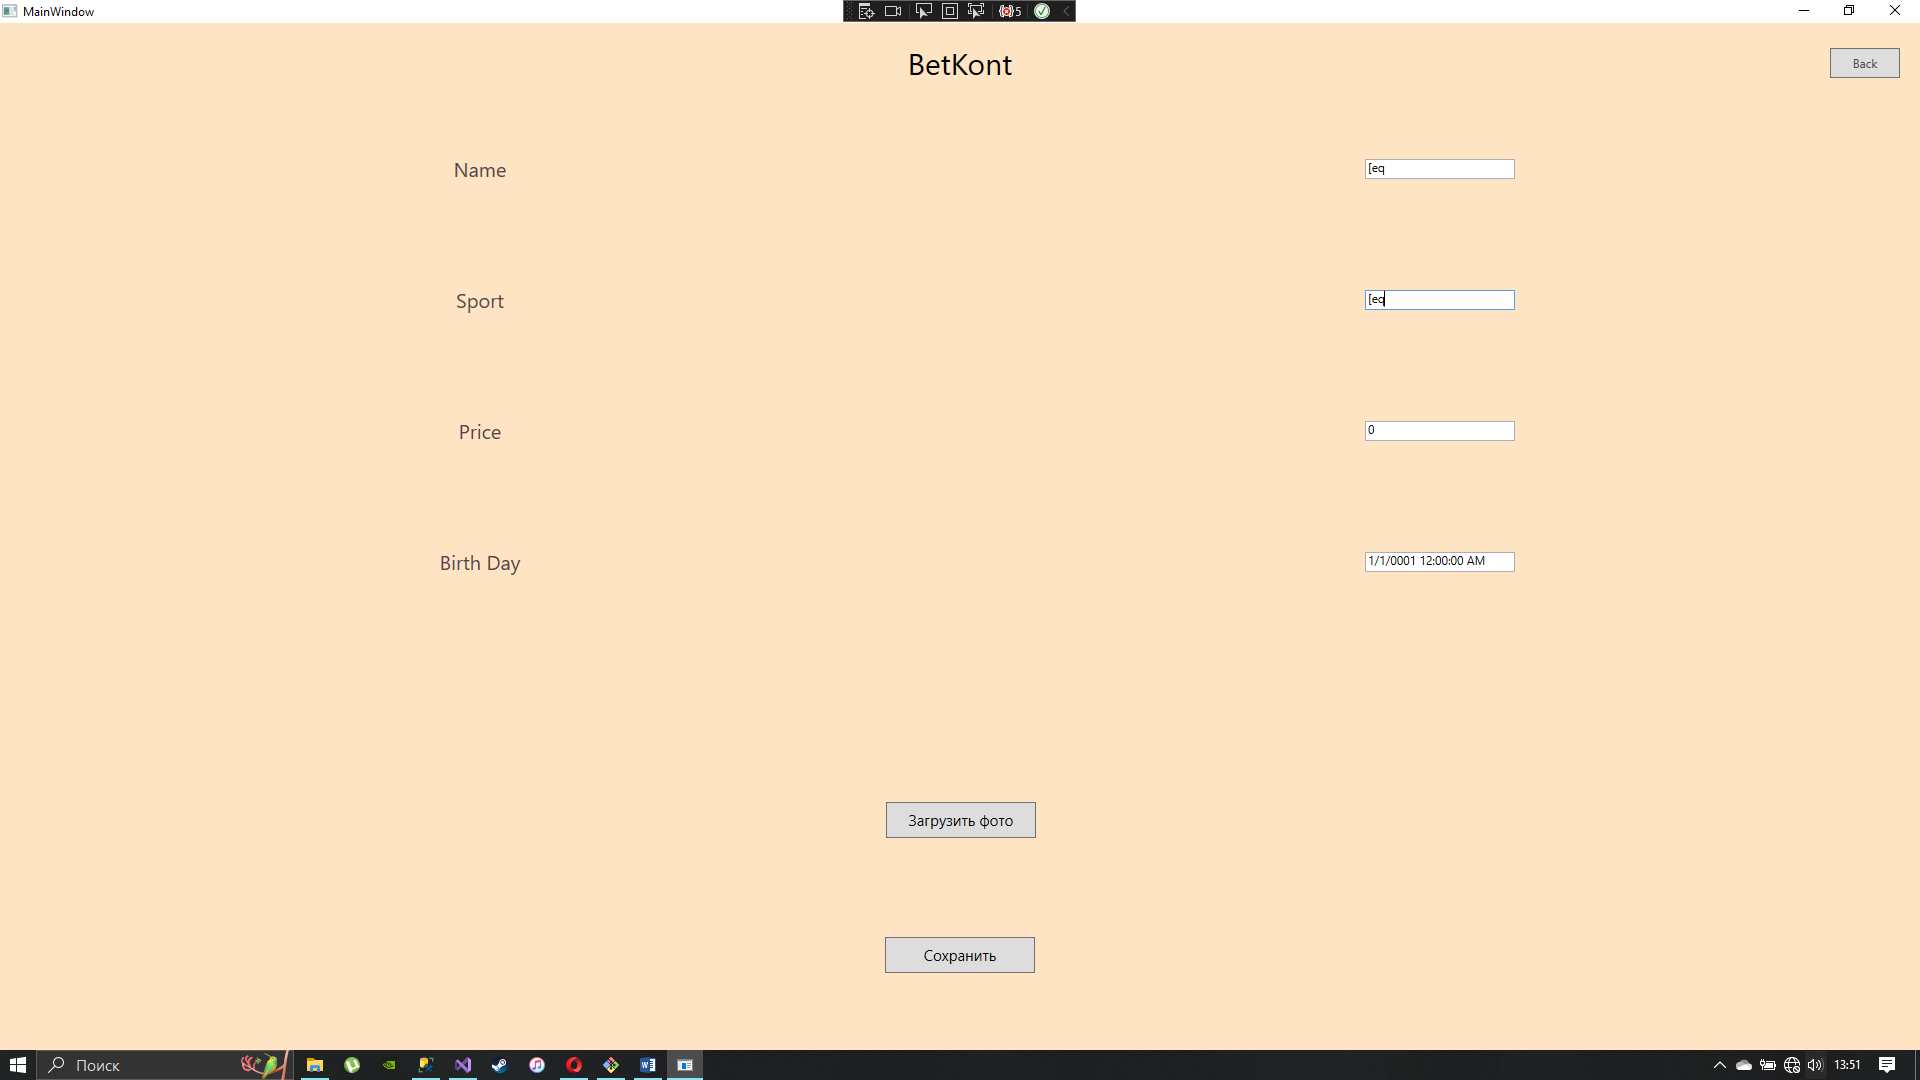 MainWindow
5
BetKont
Back
Name
[eq
Sport
[eq
Price
0
Birth Day
1/1/0001 12:00:00 AM
Загрузить фото
Сохранить
Поиск
13:51